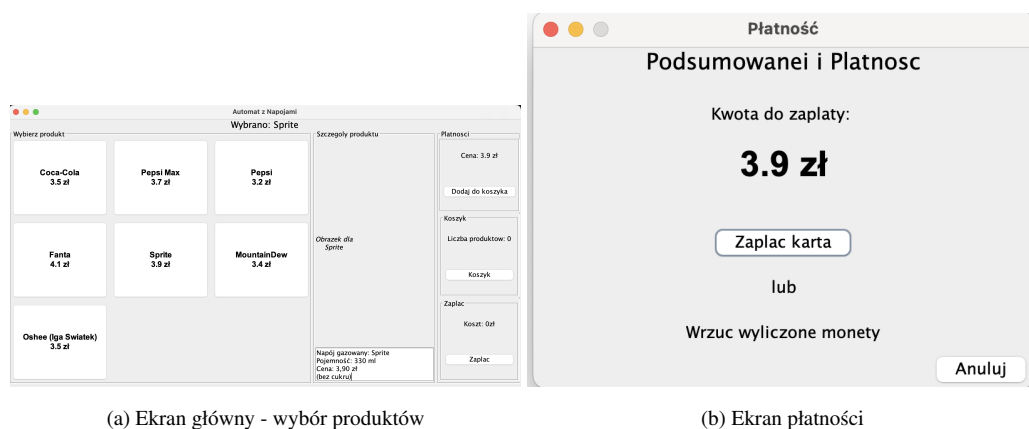 Automat z Napojami
Wybrano: Sprite
Wybierz produkt
Coca-Cola
3.5 zł
Pepsi Max
3.7 zł
Pepsi
3.2 zł
Fanta
4.1 zł
Sprite
3.9 zł
MountainDew
3.4 zł
Oshee (Iga Swiatek)
3.5 zł
Szczegoly produktu
Obrazek dla
Sprite
Napój gazowany: Sprite
Pojemność: 330 ml
Cena: 3,90 zł
(bez cukru)
Platnosci
Cena: 3.9 zł
Dodaj do koszyka
Koszyk
Liczba produktow: 0
Koszyk
Zaplac
Koszt: 0zł
Zaplac
(a) Ekran główny - wybór produktów
Płatność
Podsumowanei i Platnosc
Kwota do zaplaty:
3.9 zł
Zaplac karta
lub
Wrzuc wyliczone monety
Anuluj
(b) Ekran płatności